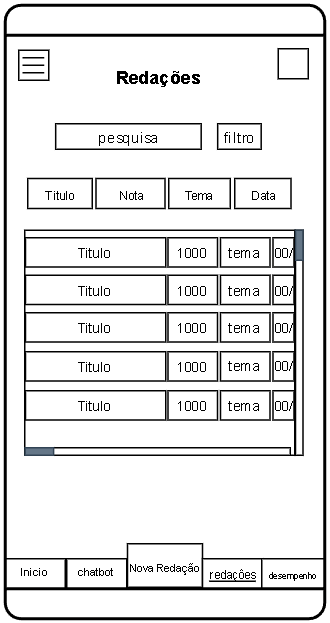 Redações
pesquisa filtro
Titulo Nota Tema Data
Titulo 1000 tema 00/
Titulo 1000 tema 00/
Titulo 1000 tema 00/
Titulo 1000 tema 00/
Titulo 1000 tema 00/
Inicio chatbot Nova Redação redações desempenho